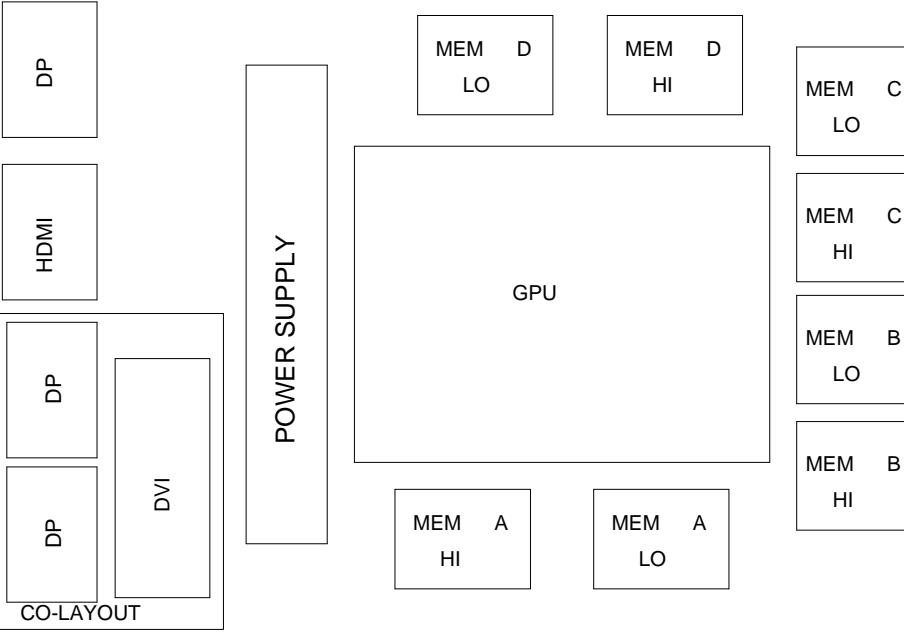 DP
HDMI
DP
DP
DVI
CO-LAYOUT
POWER SUPPLY
MEM D
LO
MEM D
HI
GPU
MEM A
HI
MEM A
LO
MEM C
LO
MEM C
HI
MEM B
LO
MEM B
HI